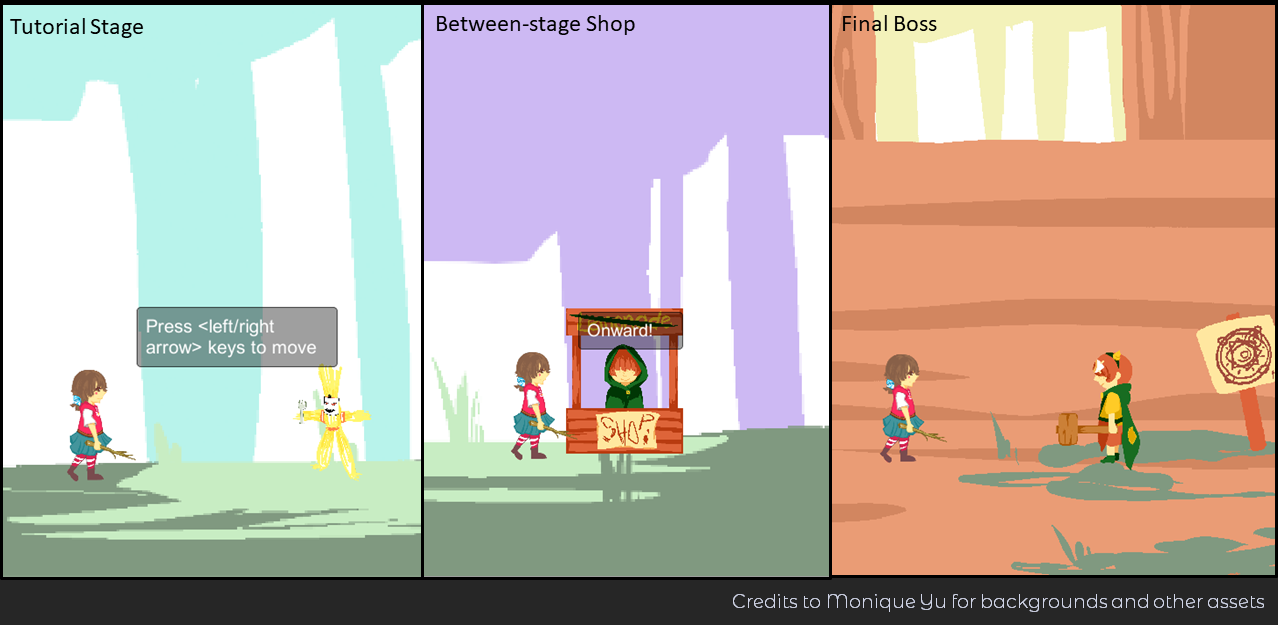 Tutorial Stage
Between-stage Shop
Final Boss
Press <left/right
arrow> keys to move
Lemonade
Onward!
SHOP
Credits to Monique Yu for backgrounds and other assets